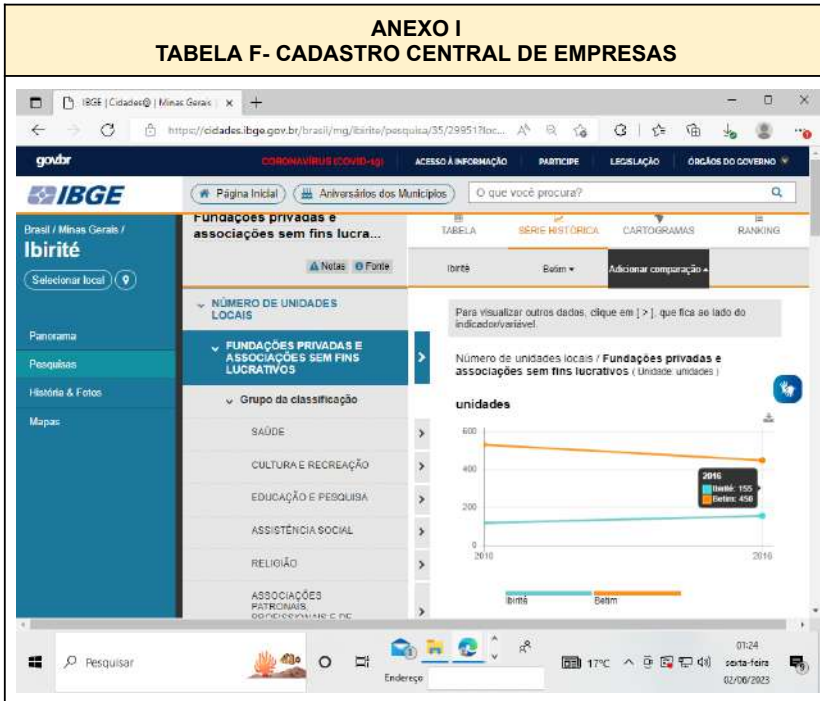 ANEXO I
TABELA F- CADASTRO CENTRAL DE EMPRESAS
IBGE | Cidades@ | Minas Gerais |
https://cidades.ibge.gov.br/brasil/mg/ibirite/pesquisa/35/29951?loc...
govbr
CORONAVÍRUS (COVID-19)
ACESSO À INFORMAÇÃO
PARTICIPE
LEGISLAÇÃO
ÓRGÃOS DO GOVERNO
IBGE
Página Inicial
Aniversários dos Municípios
O que você procura?
Brasil / Minas Gerais /
Ibirité
Selecionar local
Panorama
Pesquisas
História & Fotos
Mapas
Fundações privadas e
associações sem fins lucra...
Notas
Fonte
NÚMERO DE UNIDADES
LOCAIS
FUNDAÇÕES PRIVADAS E
ASSOCIAÇÕES SEM FINS
LUCRATIVOS
Grupo da classificação
SAÚDE
CULTURA E RECREAÇÃO
EDUCAÇÃO E PESQUISA
ASSISTÊNCIA SOCIAL
RELIGIÃO
ASSOCIAÇÕES
PATRONAIS,
PROFISSIONAIS E DE
TABELA
SÉRIE HISTÓRICA
CARTOGRAMAS
RANKING
Ibirité
Betim
Adicionar comparação
Para visualizar outros dados, clique em [ > ], que fica ao lado do
indicador/variável.
Número de unidades locais / Fundações privadas e
associações sem fins lucrativos ( Unidade: unidades )
unidades
600
400
200
0
2010
2016
2016
Ibirité: 155
Betim: 450
Ibirité
Betim
Pesquisar
Endereço
17°C
01:24
sexta-feira
02/06/2023